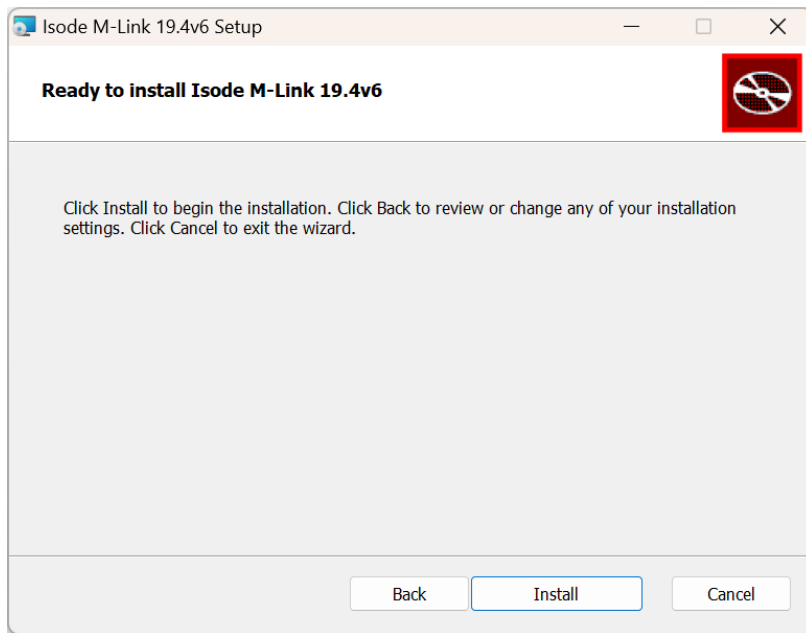 Isode M-Link 19.4v6 Setup
Ready to install Isode M-Link 19.4v6
Click Install to begin the installation. Click Back to review or change any of your installation
settings. Click Cancel to exit the wizard.
Back Install Cancel